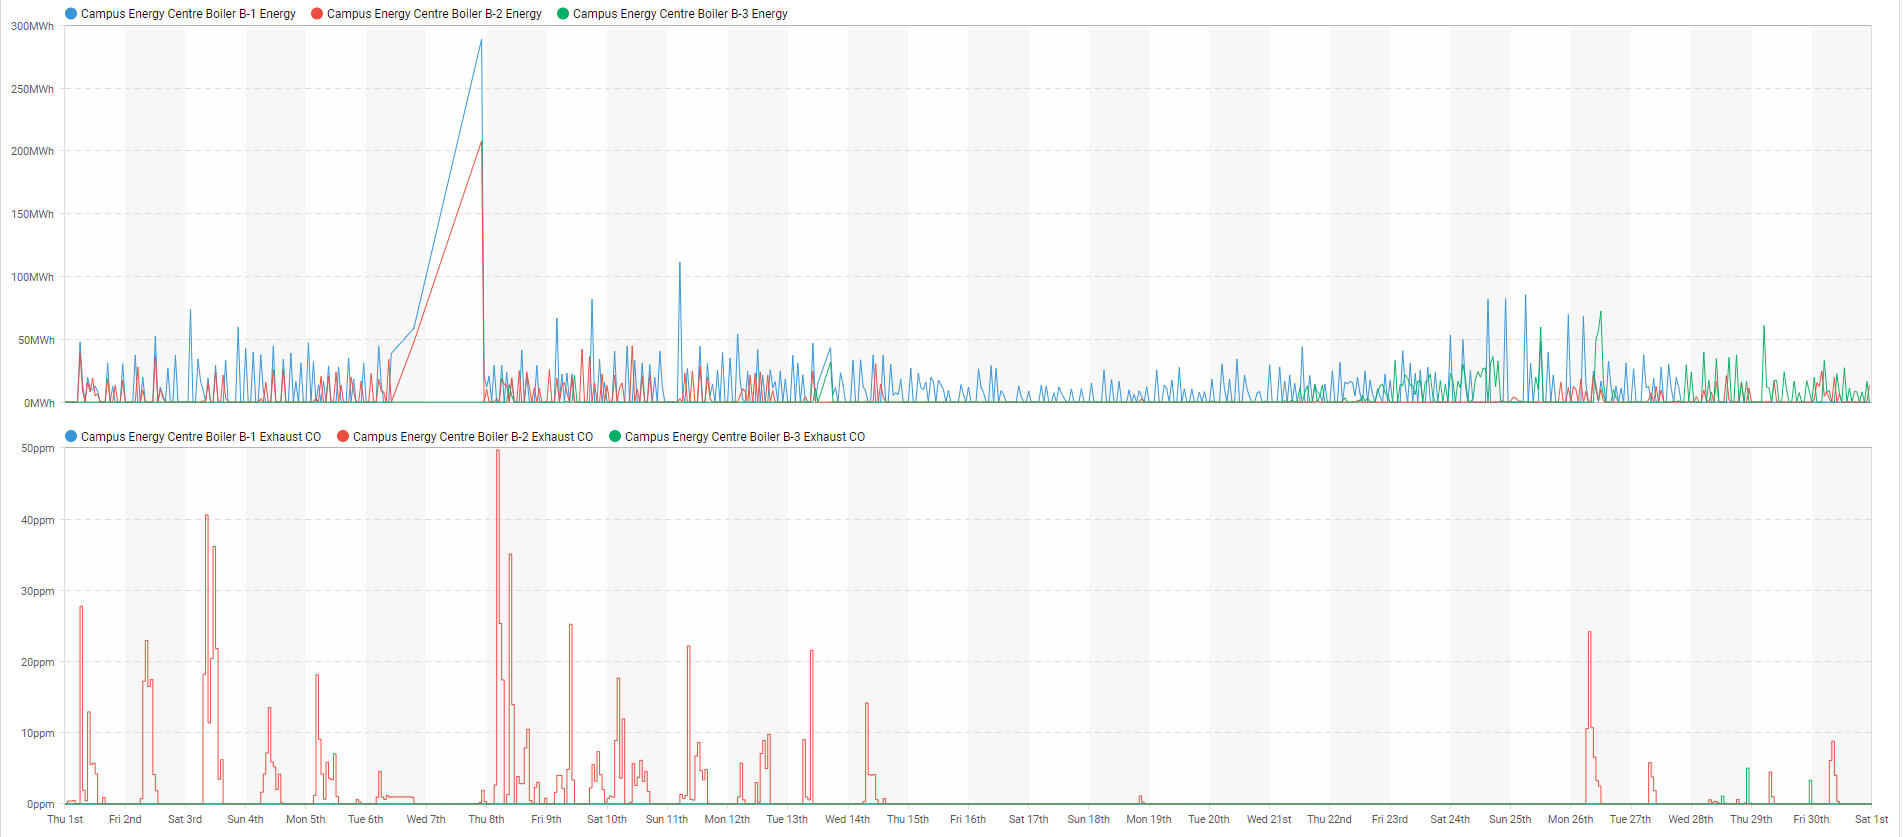 Campus Energy Centre Boiler B-1 Energy Campus Energy Centre Boiler B-2 Energy Campus Energy Centre Boiler B-3 Energy
300MWh
250MWh
200MWh
150MWh
100MWh
50MWh
0MWh
Campus Energy Centre Boiler B-1 Exhaust CO Campus Energy Centre Boiler B-2 Exhaust CO Campus Energy Centre Boiler B-3 Exhaust CO
50ppm
40ppm
30ppm
20ppm
10ppm
0ppm
Thu 1st Fri 2nd Sat 3rd Sun 4th Mon 5th Tue 6th Wed 7th Thu 8th Fri 9th Sat 10th Sun 11th Mon 12th Tue 13th Wed 14th Thu 15th Fri 16th Sat 17th Sun 18th Mon 19th Tue 20th Wed 21st Thu 22nd Fri 23rd Sat 24th Sun 25th Mon 26th Tue 27th Wed 28th Thu 29th Fri 30th Sat 1st